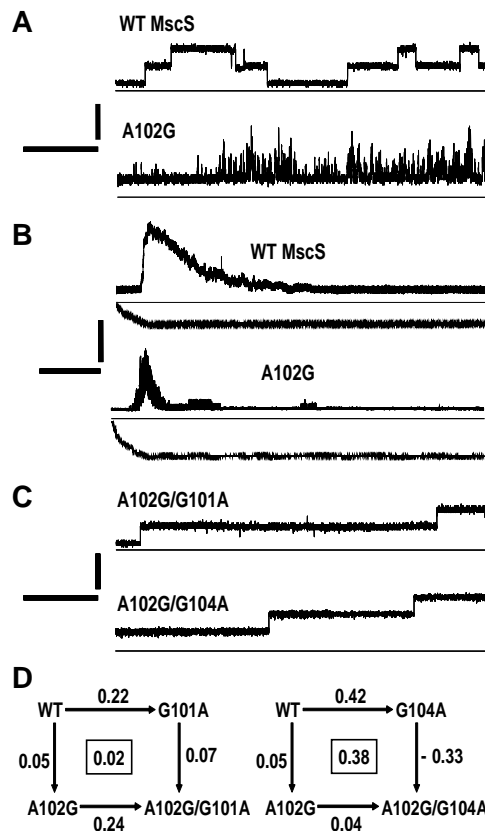 A
WT MscS
A102G
B
WT MscS
A102G
C
A102G/G101A
A102G/G104A
D
WT 0.22 G101A
0.05 0.02 0.07
A102G 0.24 A102G/G101A
WT 0.42 G104A
0.05 0.38 - 0.33
A102G 0.04 A102G/G104A